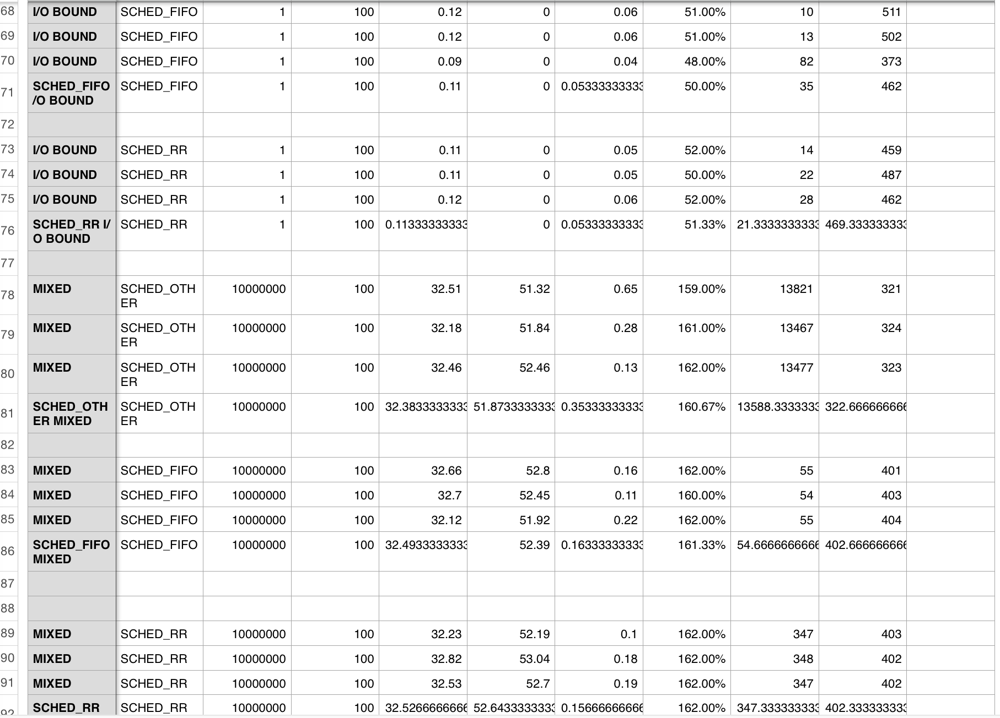 68 I/O BOUND SCHED_FIFO 1 100 0.12 0 0.06 51.00% 10 511
69 I/O BOUND SCHED_FIFO 1 100 0.12 0 0.06 51.00% 13 502
70 I/O BOUND SCHED_FIFO 1 100 0.09 0 0.04 48.00% 82 373
71 SCHED_FIFO SCHED_FIFO 1 100 0.11 0 0.05333333333 50.00% 35 462
/O BOUND
72
73 I/O BOUND SCHED_RR 1 100 0.11 0 0.05 52.00% 14 459
74 I/O BOUND SCHED_RR 1 100 0.11 0 0.05 50.00% 22 487
75 I/O BOUND SCHED_RR 1 100 0.12 0 0.06 52.00% 28 462
76 SCHED_RR I/ SCHED_RR 1 100 0.11333333333 0 0.05333333333 51.33% 21.3333333333 469.333333333
O BOUND
77
78 MIXED SCHED_OTH 10000000 100 32.51 51.32 0.65 159.00% 13821 321
ER
79 MIXED SCHED_OTH 10000000 100 32.18 51.84 0.28 161.00% 13467 324
ER
80 MIXED SCHED_OTH 10000000 100 32.46 52.46 0.13 162.00% 13477 323
ER
81 SCHED_OTH SCHED_OTH 10000000 100 32.3833333333 51.8733333333 0.35333333333 160.67% 13588.3333333 322.666666666
ER MIXED ER
82
83 MIXED SCHED_FIFO 10000000 100 32.66 52.8 0.16 162.00% 55 401
84 MIXED SCHED_FIFO 10000000 100 32.7 52.45 0.11 160.00% 54 403
85 MIXED SCHED_FIFO 10000000 100 32.12 51.92 0.22 162.00% 55 404
86 SCHED_FIFO SCHED_FIFO 10000000 100 32.4933333333 52.39 0.16333333333 161.33% 54.6666666666 402.666666666
MIXED
87
88
89 MIXED SCHED_RR 10000000 100 32.23 52.19 0.1 162.00% 347 403
90 MIXED SCHED_RR 10000000 100 32.82 53.04 0.18 162.00% 348 402
91 MIXED SCHED_RR 10000000 100 32.53 52.7 0.19 162.00% 347 402
92 SCHED_RR SCHED_RR 10000000 100 32.5266666666 52.6433333333 0.15666666666 162.00% 347.333333333 402.333333333